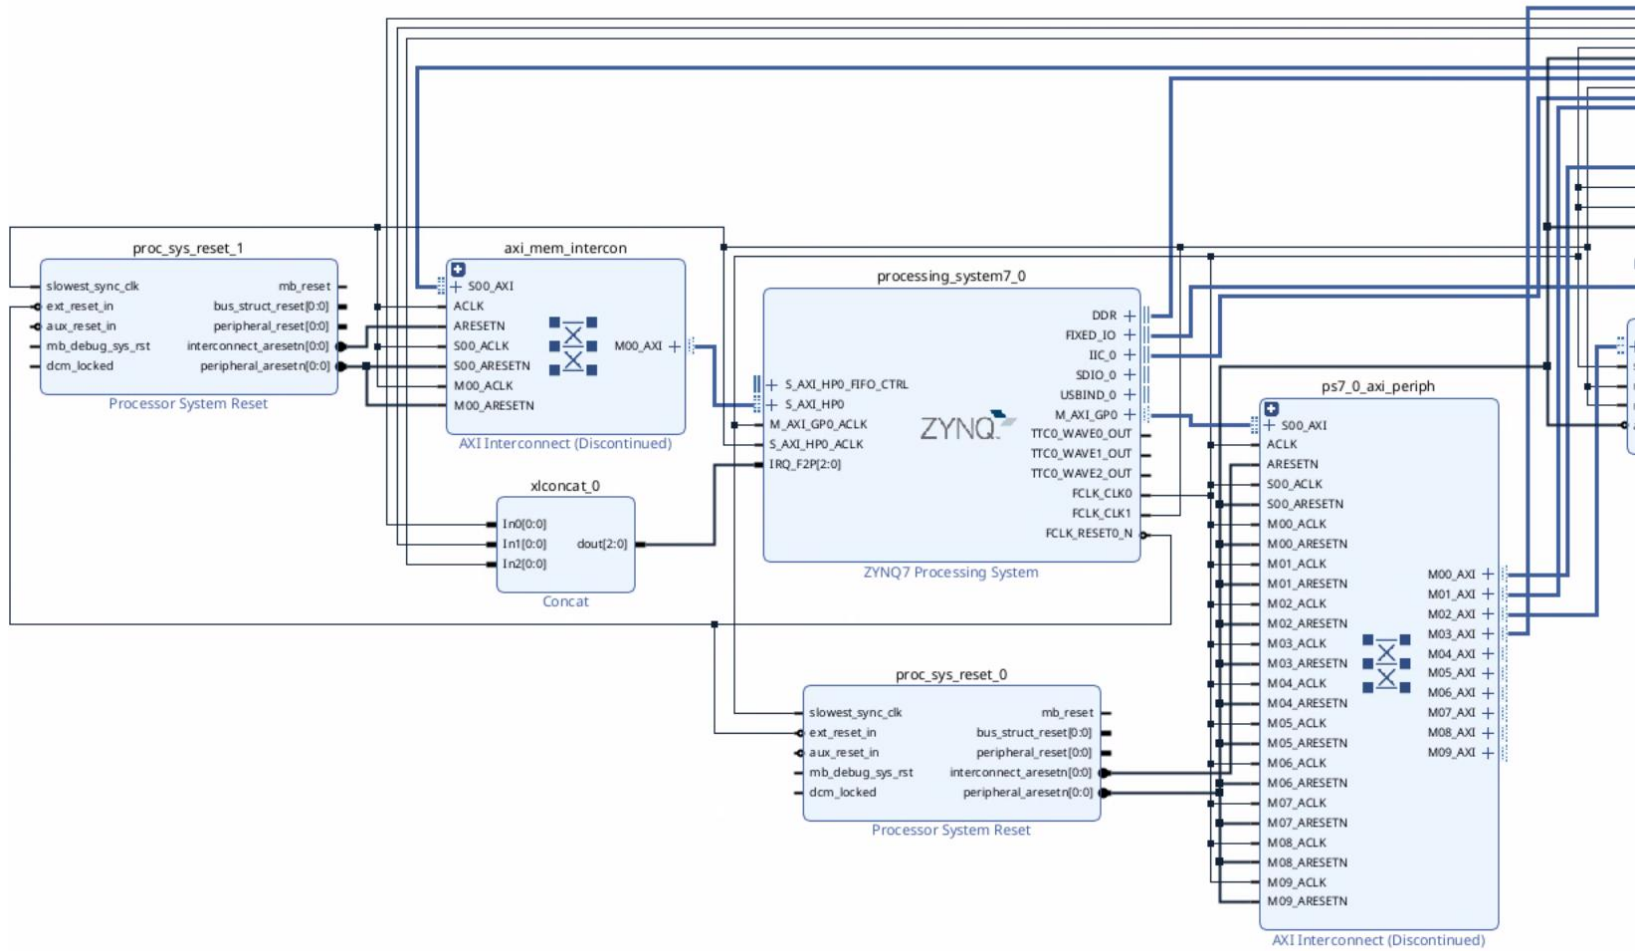 proc_sys_reset_1
slowest_sync_clk
ext_reset_in
aux_reset_in
mb_debug_sys_rst
dcm_locked
mb_reset
bus_struct_reset[0:0]
peripheral_reset[0:0]
interconnect_aresetn[0:0]
peripheral_aresetn[0:0]
Processor System Reset
axi_mem_intercon
S00_AXI
ACLK
ARESETN
S00_ACLK
S00_ARESETN
M00_ACLK
M00_ARESETN
M00_AXI
AXI Interconnect (Discontinued)
xlconcat_0
In0[0:0]
In1[0:0]
In2[0:0]
dout[2:0]
Concat
processing_system7_0
S_AXI_HP0_FIFO_CTRL
S_AXI_HP0
M_AXI_GP0_ACLK
S_AXI_HP0_ACLK
IRQ_F2P[2:0]
ZYNQ
DDR
FIXED_IO
IIC_0
SDIO_0
USBIND_0
M_AXI_GP0
TTC0_WAVE0_OUT
TTC0_WAVE1_OUT
TTC0_WAVE2_OUT
FCLK_CLK0
FCLK_CLK1
FCLK_RESET0_N
ZYNQ7 Processing System
proc_sys_reset_0
slowest_sync_clk
ext_reset_in
aux_reset_in
mb_debug_sys_rst
dcm_locked
mb_reset
bus_struct_reset[0:0]
peripheral_reset[0:0]
interconnect_aresetn[0:0]
peripheral_aresetn[0:0]
Processor System Reset
ps7_0_axi_periph
S00_AXI
ACLK
ARESETN
S00_ACLK
S00_ARESETN
M00_ACLK
M00_ARESETN
M01_ACLK
M01_ARESETN
M02_ACLK
M02_ARESETN
M03_ACLK
M03_ARESETN
M04_ACLK
M04_ARESETN
M05_ACLK
M05_ARESETN
M06_ACLK
M06_ARESETN
M07_ACLK
M07_ARESETN
M08_ACLK
M08_ARESETN
M09_ACLK
M09_ARESETN
M00_AXI
M01_AXI
M02_AXI
M03_AXI
M04_AXI
M05_AXI
M06_AXI
M07_AXI
M08_AXI
M09_AXI
AXI Interconnect (Discontinued)